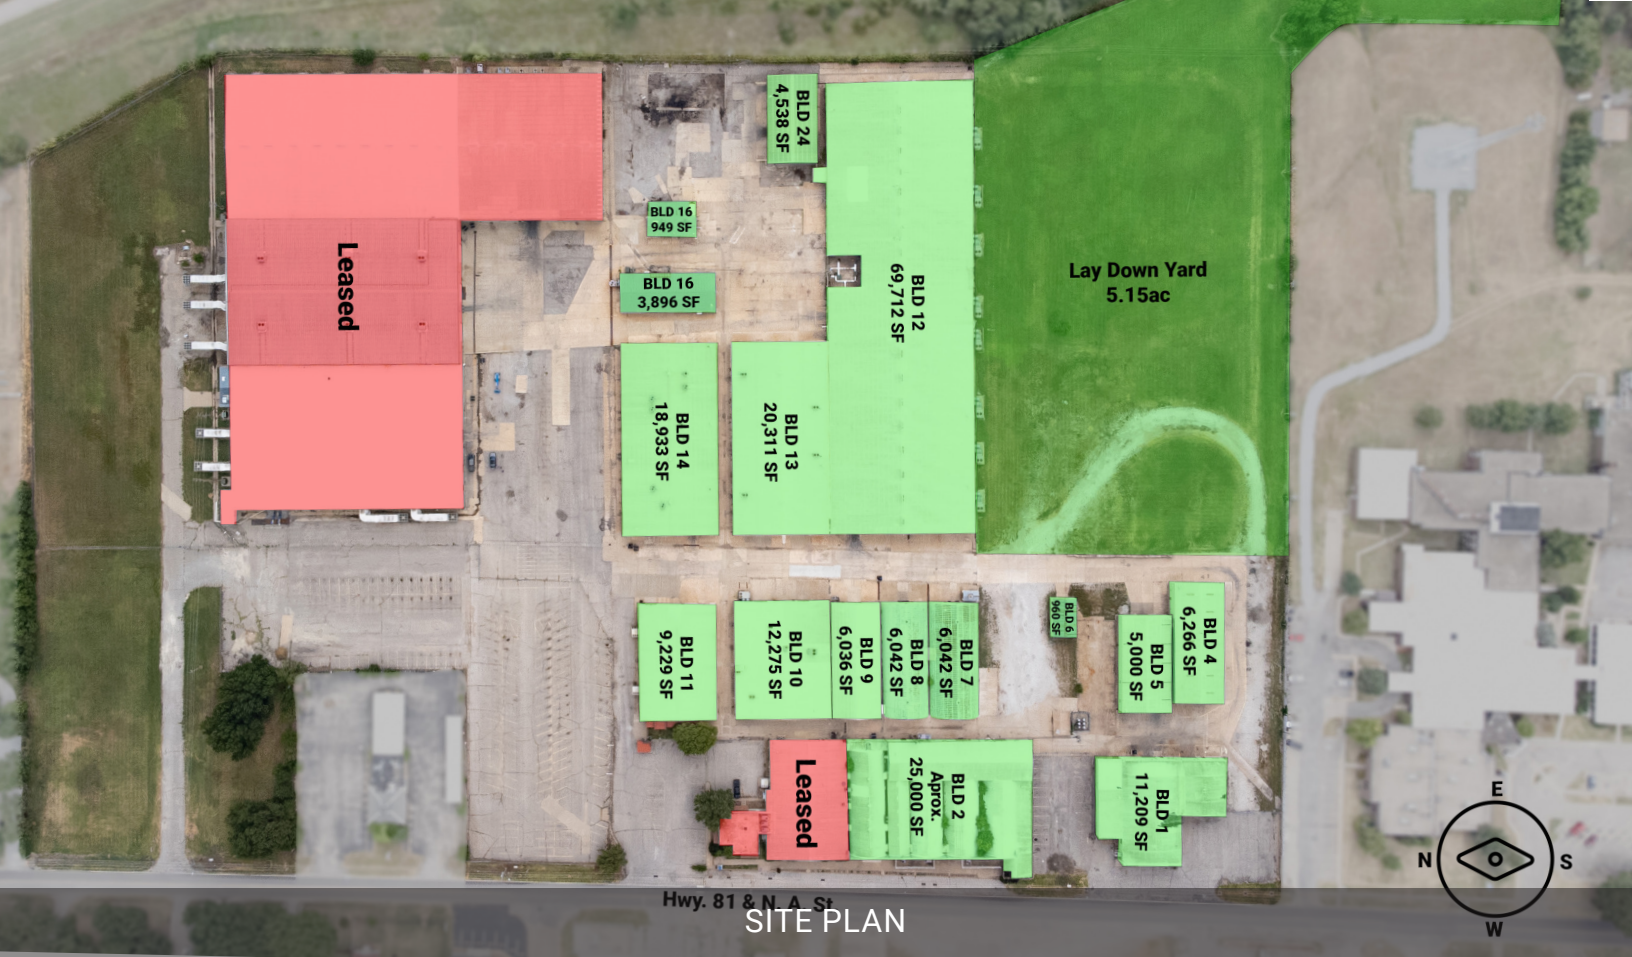 BLD 24
4,538 SF
BLD 16
949 SF
BLD 16
3,896 SF
BLD 12
69,712 SF
Lay Down Yard
5.15ac
Leased
BLD 14
18,933 SF
BLD 13
20,311 SF
BLD 11
9,229 SF
BLD 10
12,275 SF
BLD 9
6,036 SF
BLD 8
6,042 SF
BLD 7
6,042 SF
BLD 6
960 SF
BLD 5
5,000 SF
BLD 4
6,266 SF
Leased
BLD 2
Aprox.
25,000 SF
BLD 1
11,209 SF
E
N
S
W
Hwy. 81 & N. A. St
SITE PLAN